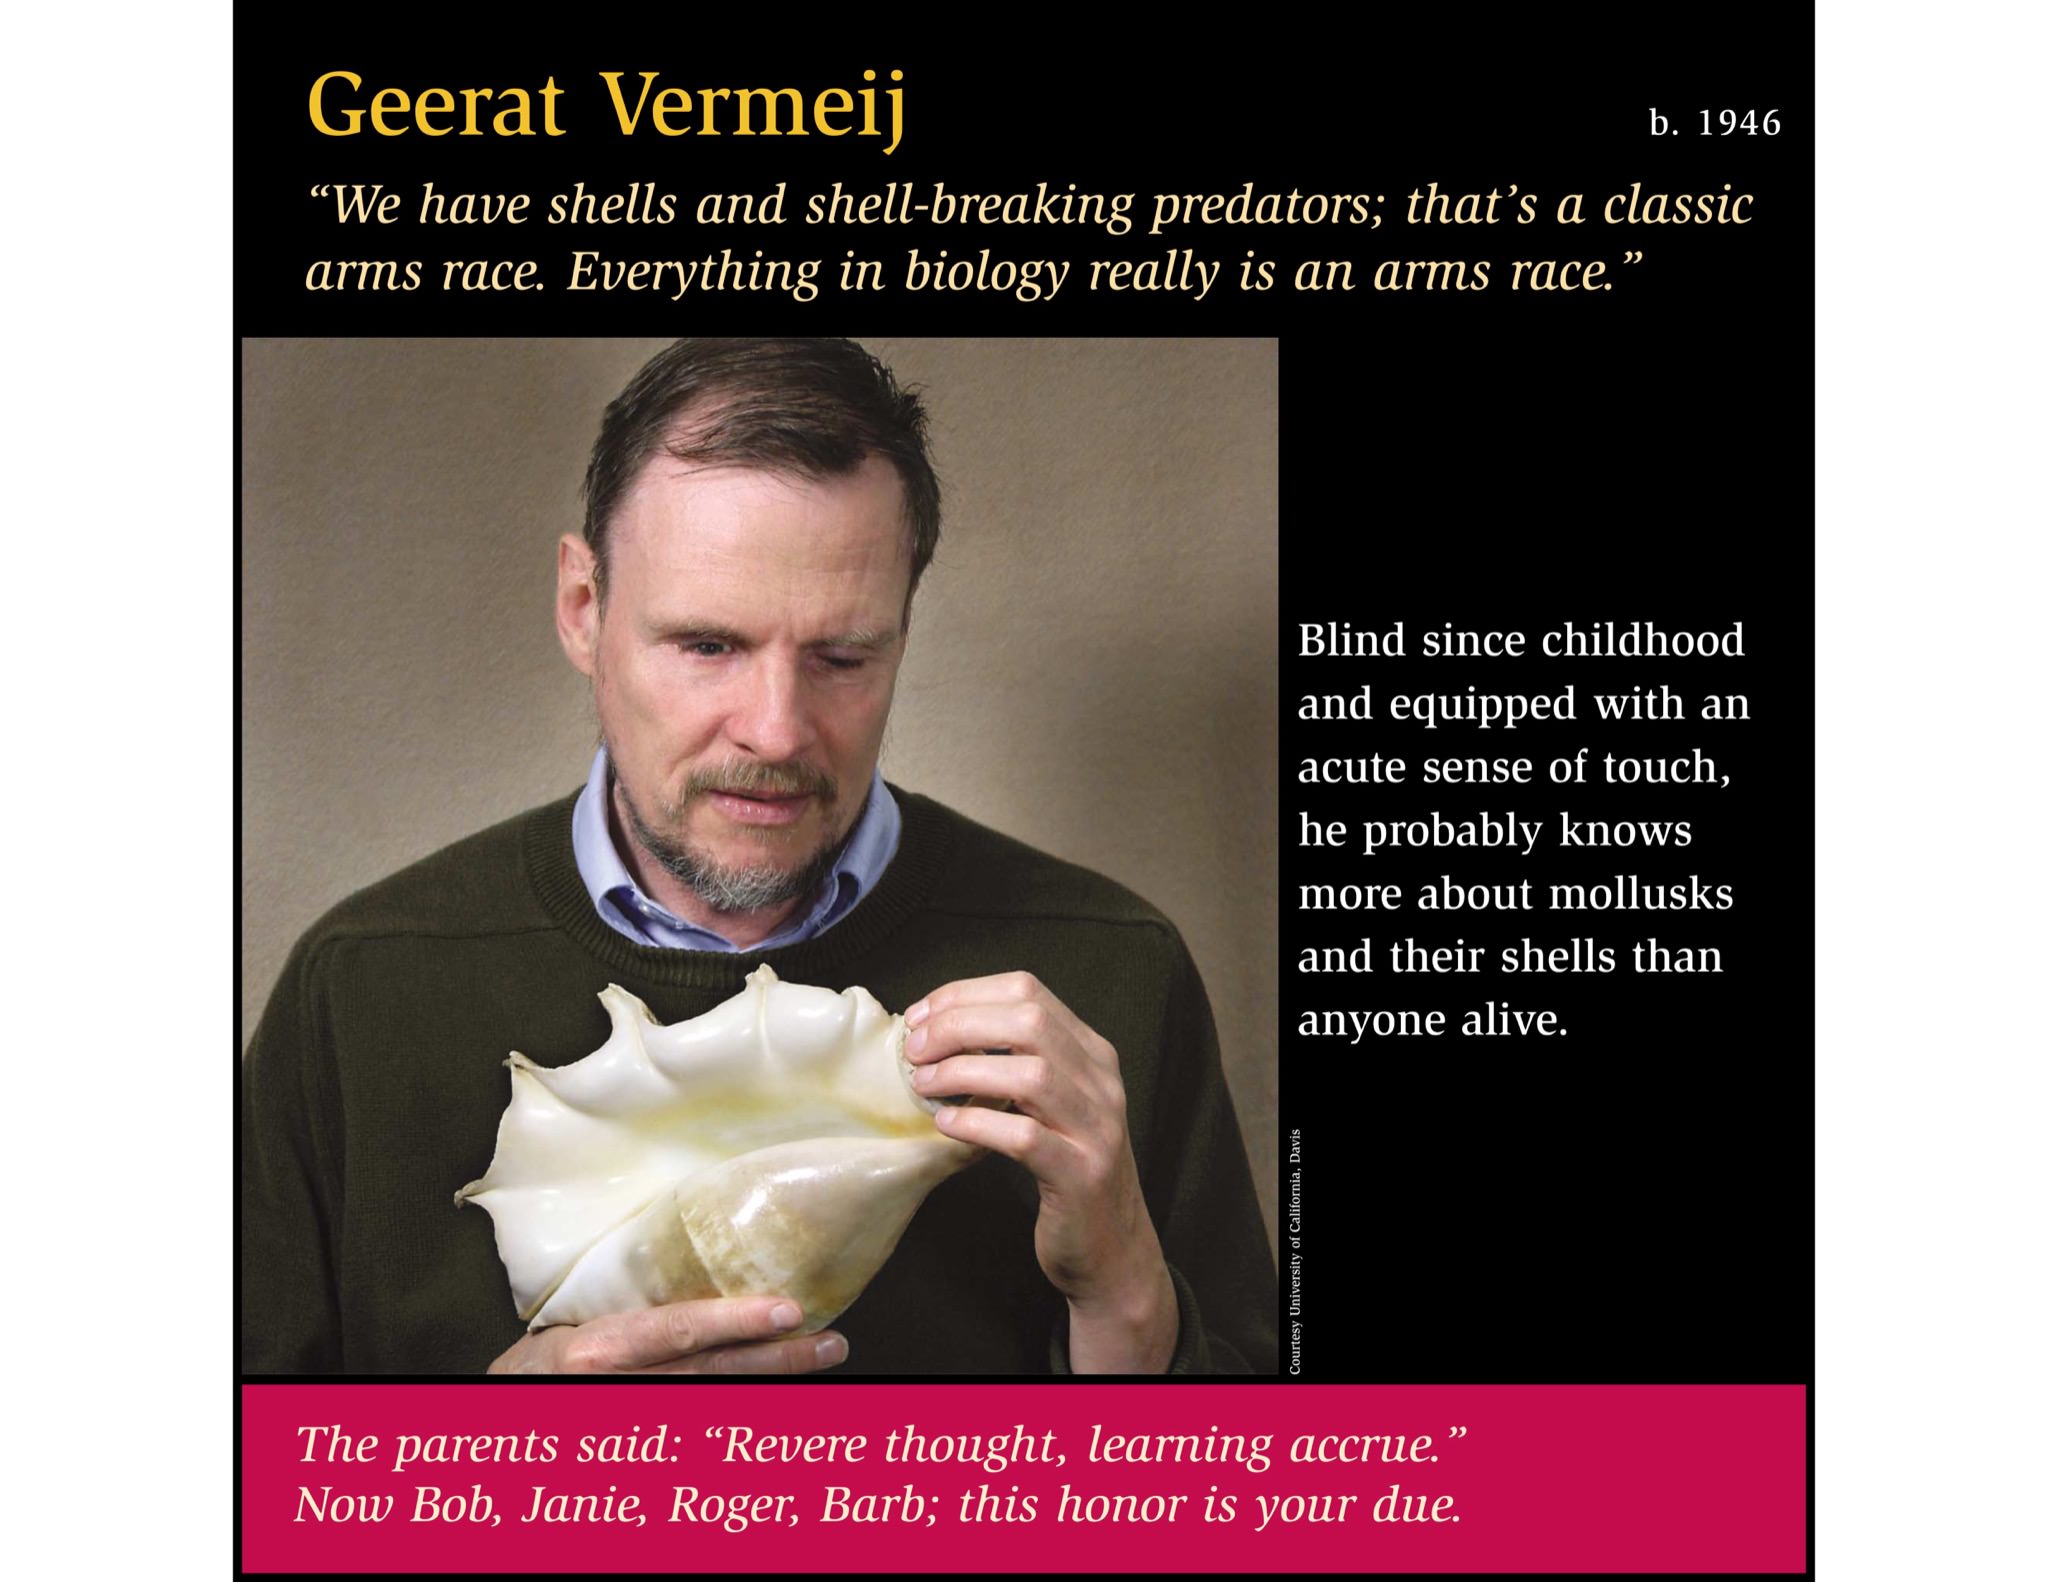 Geerat Vermeij
b. 1946
“We have shells and shell-breaking predators; that’s a classic
arms race. Everything in biology really is an arms race.”
Blind since childhood
and equipped with an
acute sense of touch,
he probably knows
more about mollusks
and their shells than
anyone alive.
Courtesy University of California, Davis
The parents said: “Revere thought, learning accrue.”
Now Bob, Janie, Roger, Barb; this honor is your due.